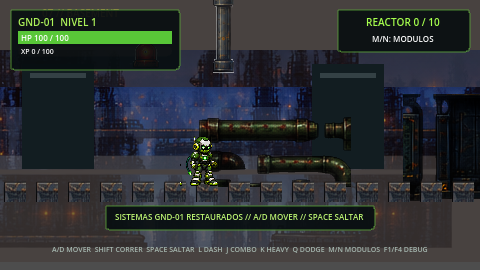 GND-01 NIVEL 1
HP 100 / 100
XP 0 / 100
REACTOR 0 / 10
M/N: MODULOS
SISTEMAS GND-01 RESTAURADOS // A/D MOVER // SPACE SALTAR
A/D MOVER SHIFT CORRER SPACE SALTAR L DASH J COMBO K HEAVY Q DODGE M/N MODULOS F1/F4 DEBUG